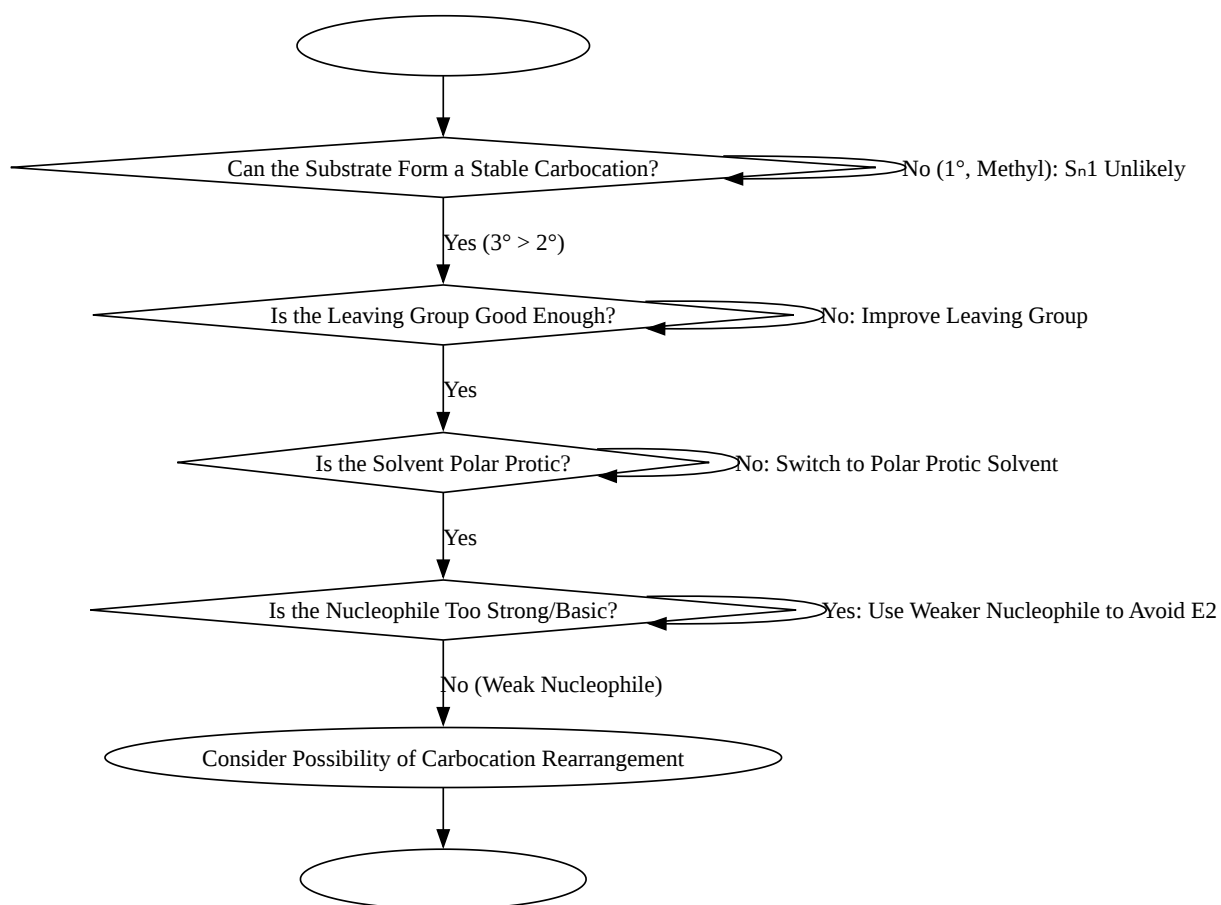 Can the Substrate Form a Stable Carbocation?
No (1°, Methyl): Sₙ1 Unlikely
Yes (3° > 2°)
Is the Leaving Group Good Enough?
No: Improve Leaving Group
Yes
Is the Solvent Polar Protic?
No: Switch to Polar Protic Solvent
Yes
Is the Nucleophile Too Strong/Basic?
Yes: Use Weaker Nucleophile to Avoid E2
No (Weak Nucleophile)
Consider Possibility of Carbocation Rearrangement